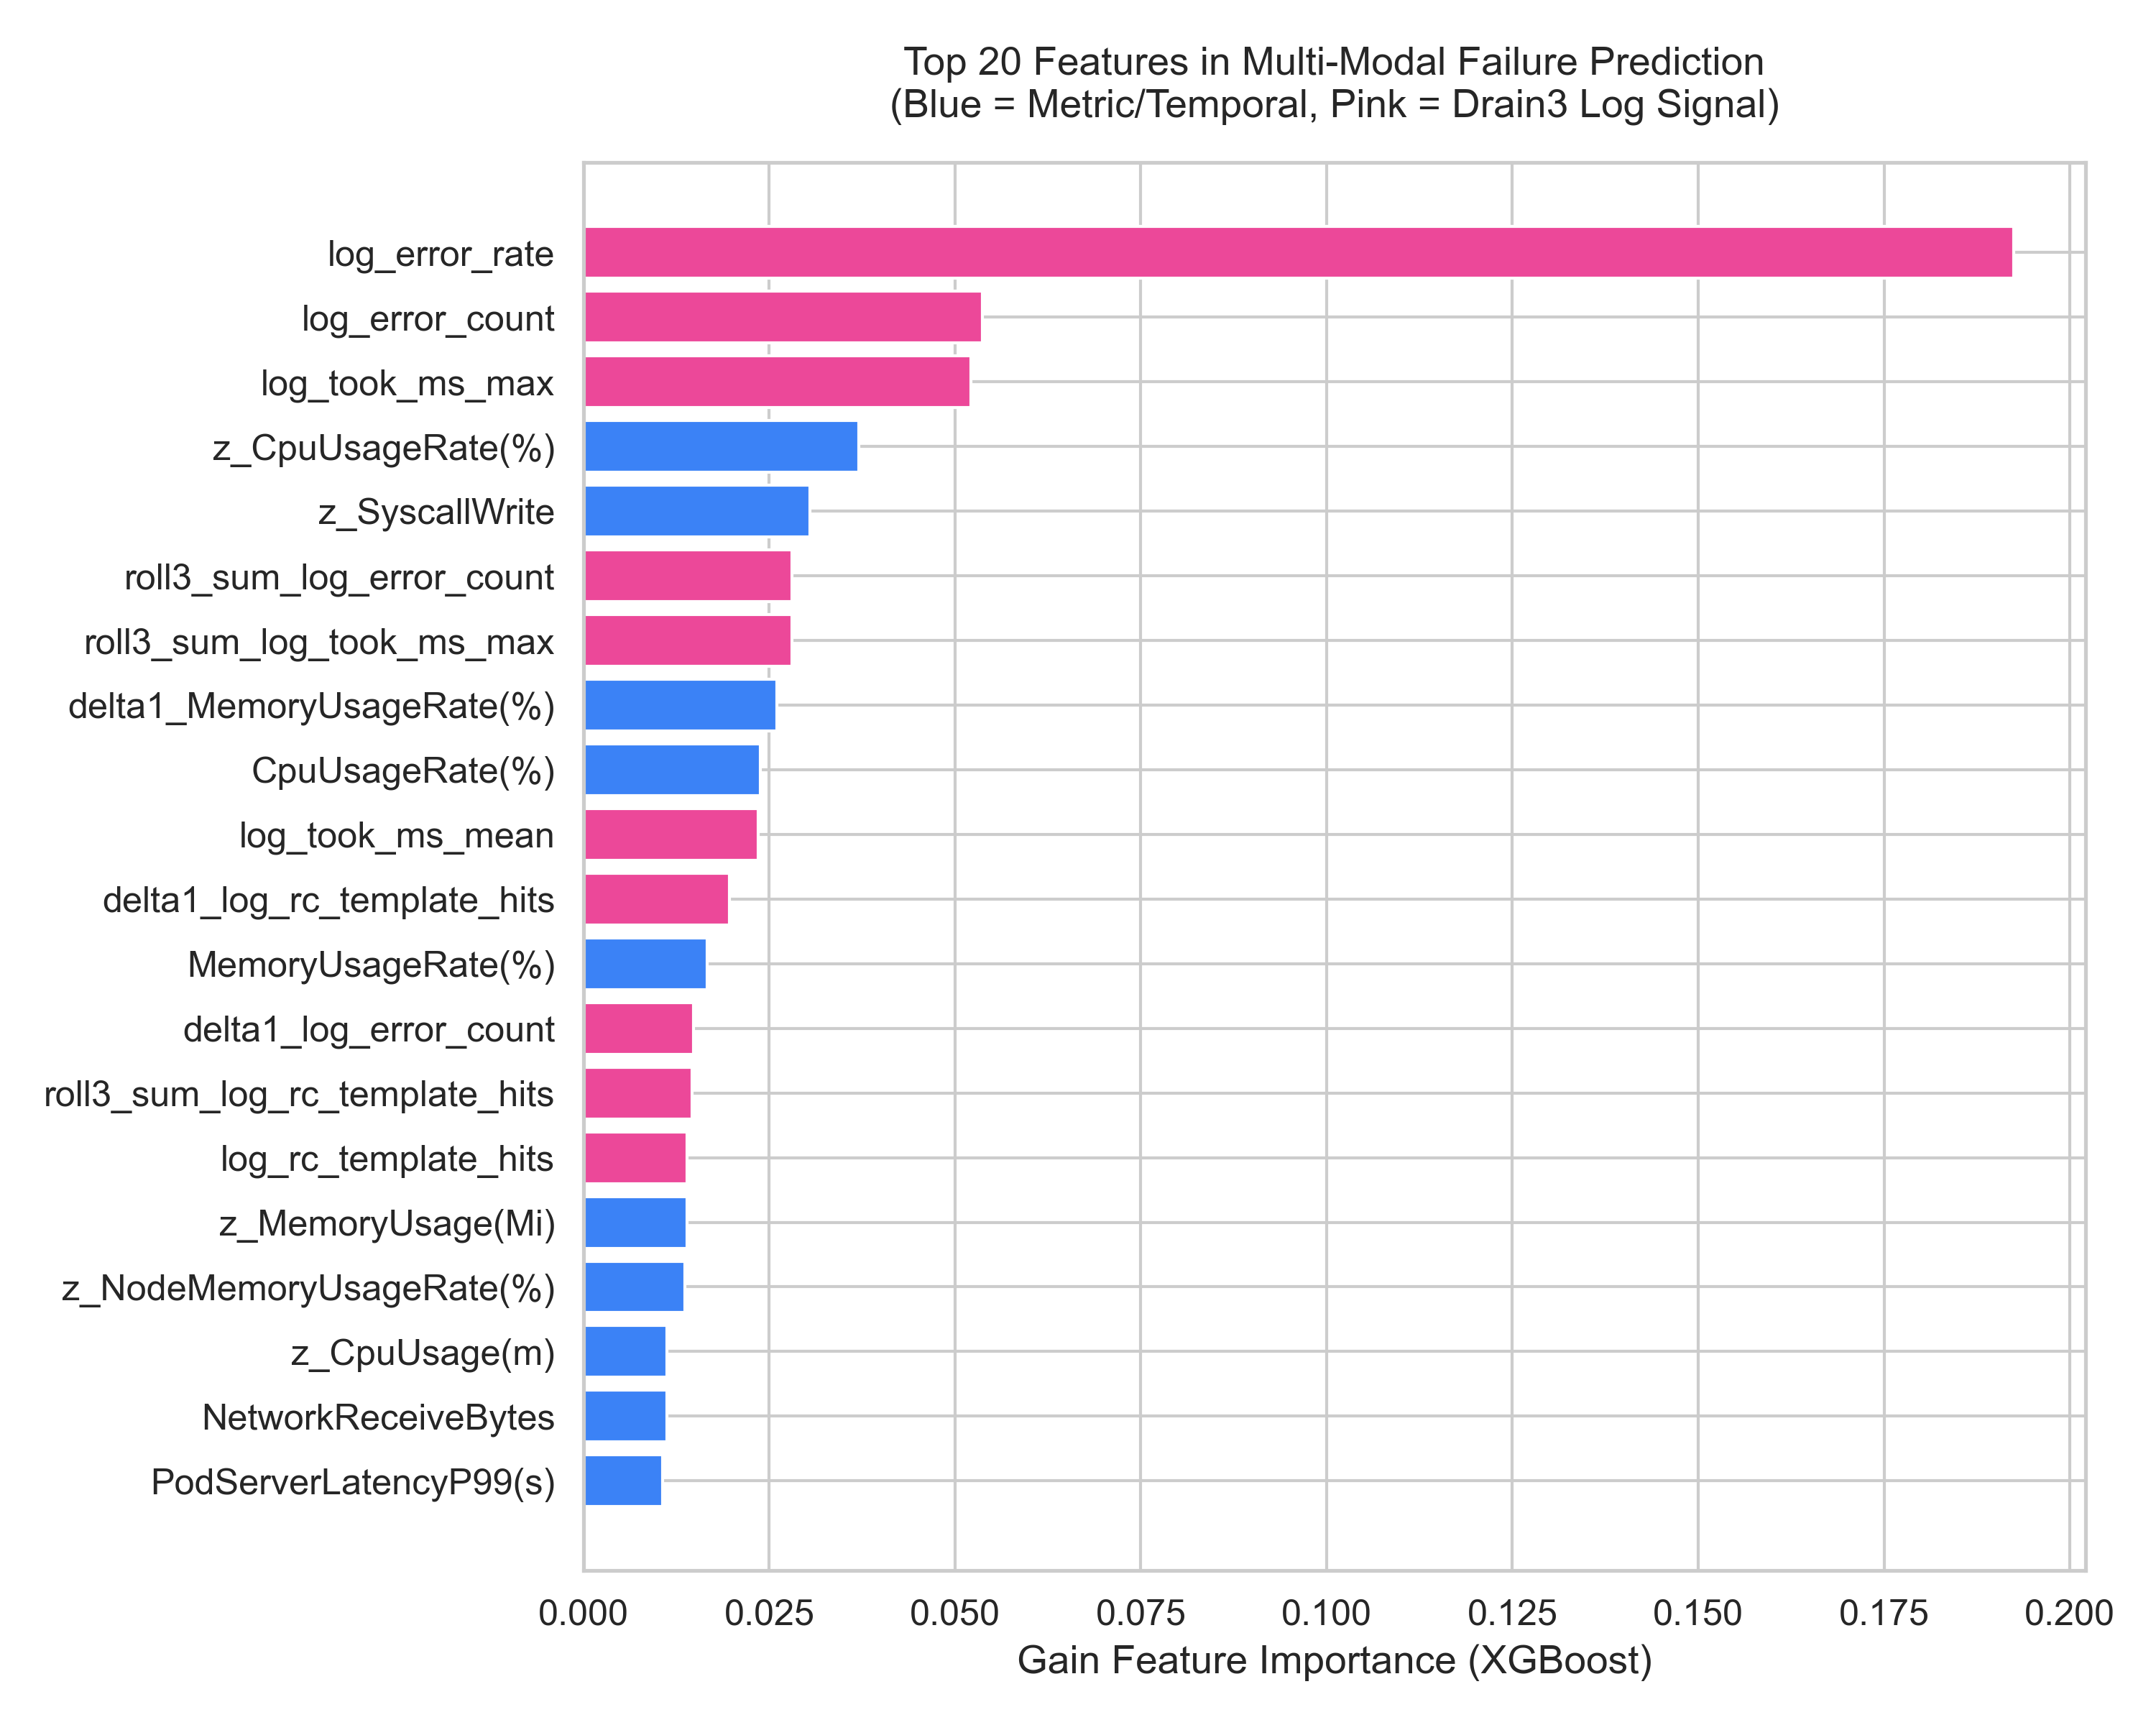 Top 20 Features in Multi-Modal Failure Prediction
(Blue = Metric/Temporal, Pink = Drain3 Log Signal)
log_error_rate
log_error_count
log_took_ms_max
z_CpuUsageRate(%)
z_SyscallWrite
roll3_sum_log_error_count
roll3_sum_log_took_ms_max
delta1_MemoryUsageRate(%)
CpuUsageRate(%)
log_took_ms_mean
delta1_log_rc_template_hits
MemoryUsageRate(%)
delta1_log_error_count
roll3_sum_log_rc_template_hits
log_rc_template_hits
z_MemoryUsage(Mi)
z_NodeMemoryUsageRate(%)
z_CpuUsage(m)
NetworkReceiveBytes
PodServerLatencyP99(s)
0.000 0.025 0.050 0.075 0.100 0.125 0.150 0.175 0.200
Gain Feature Importance (XGBoost)